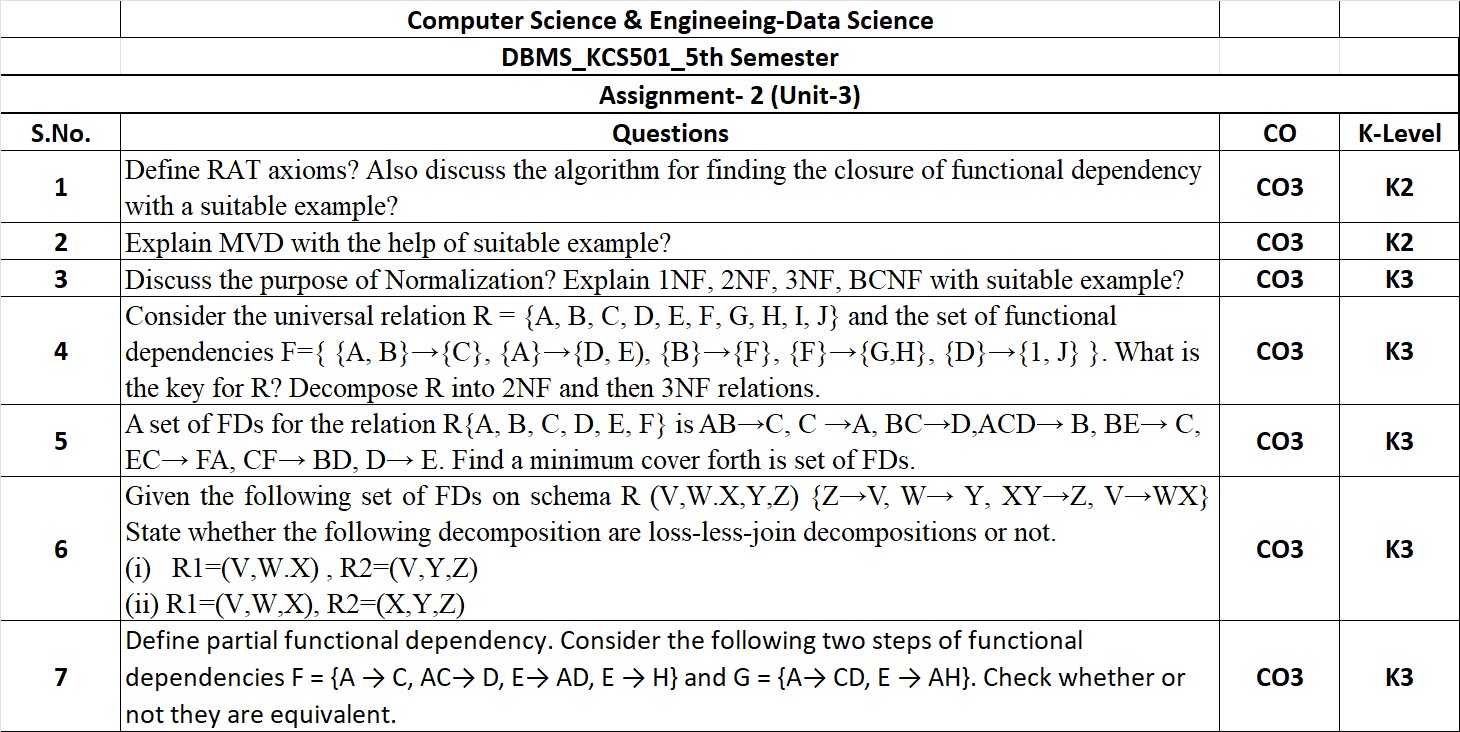 Computer Science & Engineeing-Data Science
DBMS_KCS501_5th Semester
Assignment- 2 (Unit-3)
S.No. Questions CO K-Level
1 Define RAT axioms? Also discuss the algorithm for finding the closure of functional dependency CO3 K2
with a suitable example?
2 Explain MVD with the help of suitable example? CO3 K2
3 Discuss the purpose of Normalization? Explain 1NF, 2NF, 3NF, BCNF with suitable example? CO3 K3
Consider the universal relation R = {A, B, C, D, E, F, G, H, I, J} and the set of functional
4 dependencies F={ {A, B}→{C}, {A}→{D, E), {B}→{F}, {F}→{G,H}, {D}→{1, J} }. What is CO3 K3
the key for R? Decompose R into 2NF and then 3NF relations.
5 A set of FDs for the relation R{A, B, C, D, E, F} is AB→C, C →A, BC→D,ACD→ B, BE→ C, CO3 K3
EC→ FA, CF→ BD, D→ E. Find a minimum cover forth is set of FDs.
Given the following set of FDs on schema R (V,W.X,Y,Z) {Z→V, W→ Y, XY→Z, V→WX}
State whether the following decomposition are loss-less-join decompositions or not.
6 CO3 K3
(i) R1=(V,W.X) , R2=(V,Y,Z)
(ii) R1=(V,W,X), R2=(X,Y,Z)
Define partial functional dependency. Consider the following two steps of functional
7 dependencies F = {A → C, AC→ D, E→ AD, E → H} and G = {A→ CD, E → AH}. Check whether or CO3 K3
not they are equivalent.